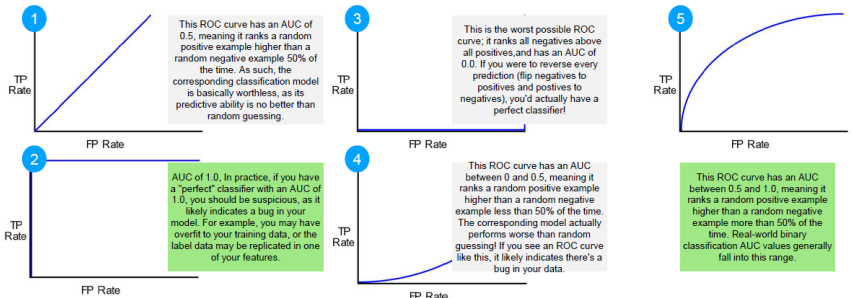 1
This ROC curve has an AUC of
0.5, meaning it ranks a random
positive example higher than a
random negative example 50% of
the time. As such, the
corresponding classification model
is basically worthless, as its
predictive ability is no better than
random guessing.
TP
Rate
FP Rate
2
AUC of 1.0, In practice, if you have
a "perfect" classifier with an AUC of
1.0, you should be suspicious, as it
likely indicates a bug in your
model. For example, you may have
overfit to your training data, or the
label data may be replicated in one
of your features.
TP
Rate
FP Rate
3
This is the worst possible ROC
curve; it ranks all negatives above
all positives,and has an AUC of
0.0. If you were to reverse every
prediction (flip negatives to
positives and postives to
negatives), you'd actually have a
perfect classifier!
TP
Rate
FP Rate
4
This ROC curve has an AUC
between 0 and 0.5, meaning it
ranks a random positive example
higher than a random negative
example less than 50% of the time.
The corresponding model actually
performs worse than random
guessing! If you see an ROC curve
like this, it likely indicates there's a
bug in your data.
TP
Rate
FP Rate
5
TP
Rate
FP Rate
This ROC curve has an AUC
between 0.5 and 1.0, meaning it
ranks a random positive example
higher than a random negative
example more than 50% of the
time. Real-world binary
classification AUC values generally
fall into this range.